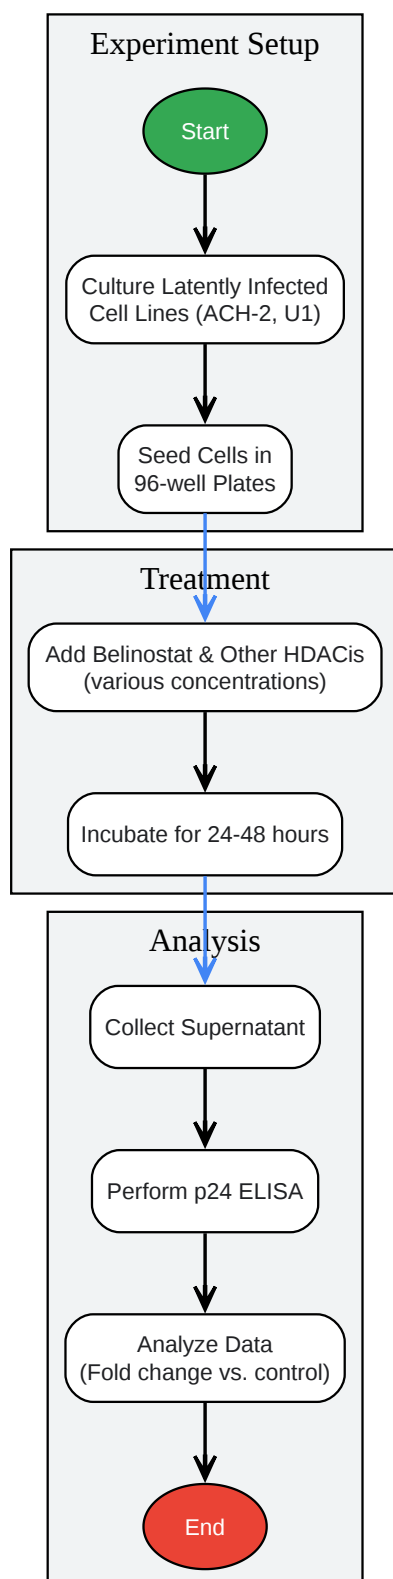 Experiment Setup
Start
Culture Latently Infected
Cell Lines (ACH-2, U1)
Seed Cells in
96-well Plates
Treatment
Add Belinostat & Other HDACis
(various concentrations)
Incubate for 24-48 hours
Analysis
Collect Supernatant
Perform p24 ELISA
Analyze Data
(Fold change vs. control)
End